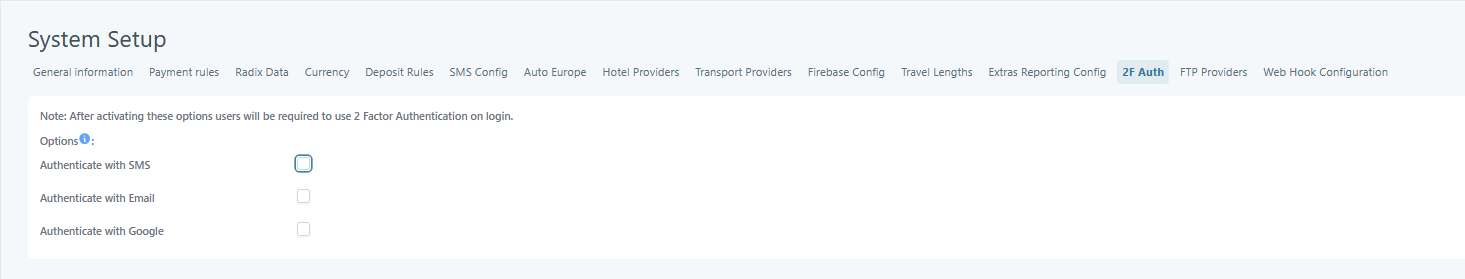 System Setup
General information Payment rules Radix Data Currency Deposit Rules SMS Config Auto Europe Hotel Providers Transport Providers Firebase Config Travel Lengths Extras Reporting Config 2F Auth FTP Providers Web Hook Configuration
Note: After activating these options users will be required to use 2 Factor Authentication on login.
Options i :
Authenticate with SMS
Authenticate with Email
Authenticate with Google